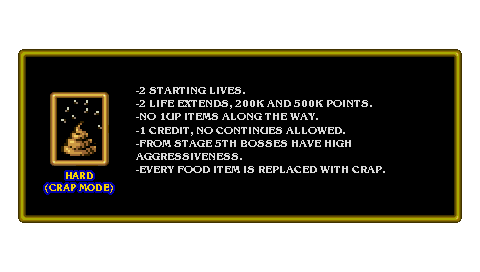 -2 STARTING LIVES.
-2 LIFE EXTENDS, 200K AND 500K POINTS.
-NO 1UP ITEMS ALONG THE WAY.
-1 CREDIT, NO CONTINUES ALLOWED.
-FROM STAGE 5TH BOSSES HAVE HIGH
AGGRESSIVENESS.
-EVERY FOOD ITEM IS REPLACED WITH CRAP.
HARD
(CRAP MODE)